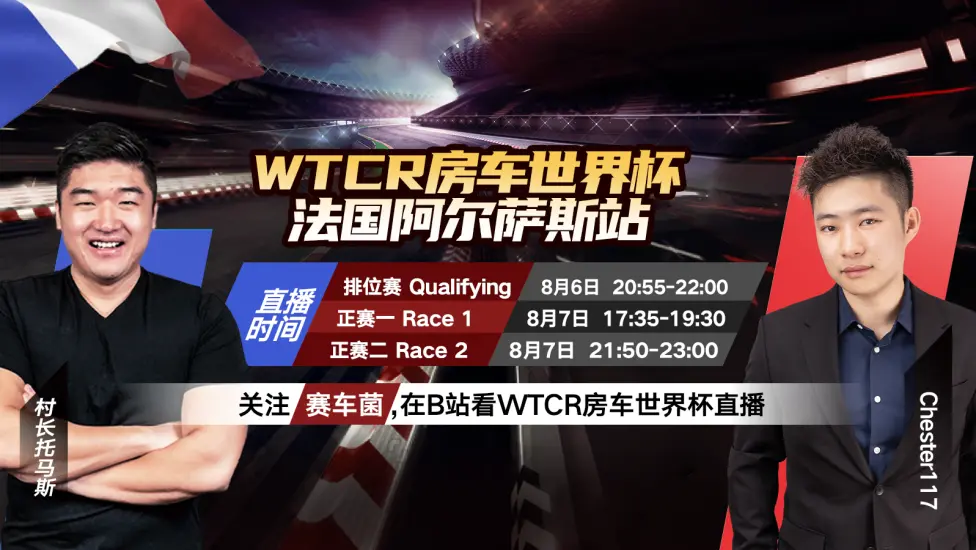 WTCR房车世界杯
法国阿尔萨斯站
直播
时间
排位赛 Qualifying 8月6日 20:55-22:00
正赛一 Race 1 8月7日 17:35-19:30
正赛二 Race 2 8月7日 21:50-23:00
关注 赛车菌,在B站看WTCR房车世界杯直播
村长托马斯
Chester117